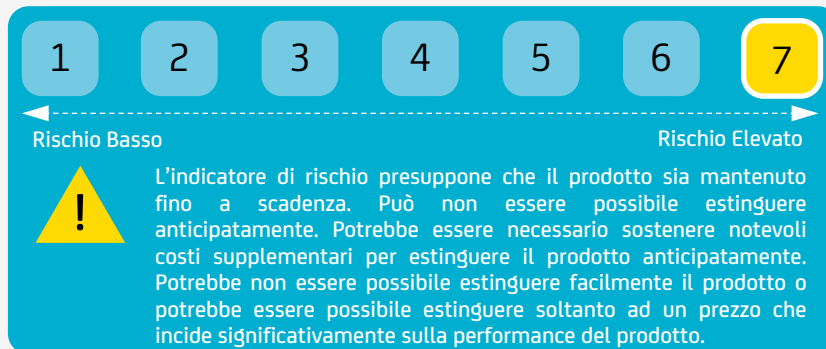 1 2 3 4 5 6 7
Rischio Basso Rischio Elevato
!
L'indicatore di rischio presuppone che il prodotto sia mantenuto
fino a scadenza. Può non essere possibile estinguere
anticipatamente. Potrebbe essere necessario sostenere notevoli
costi supplementari per estinguere il prodotto anticipatamente.
Potrebbe non essere possibile estinguere facilmente il prodotto o
potrebbe essere possibile estinguere soltanto ad un prezzo che
incide significativamente sulla performance del prodotto.